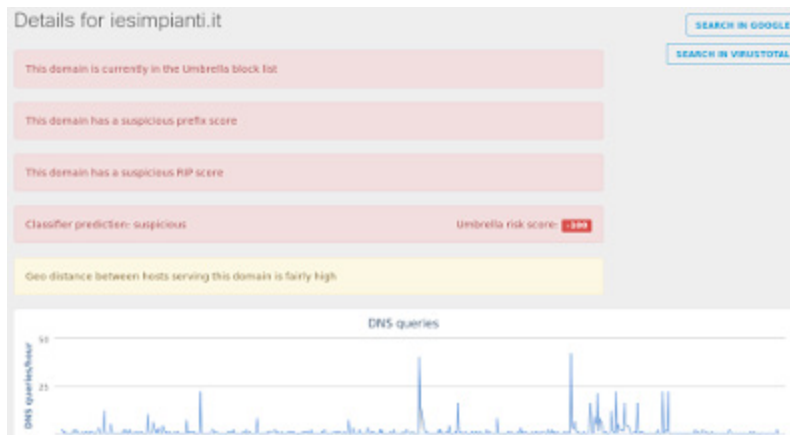 Details for iesimpianti.it
SEARCH IN GOOGLE
SEARCH IN VIRUSTOTAL
This domain is currently in the Umbrella block list
This domain has a suspicious prefix score
This domain has a suspicious RIP score
Classifier prediction: suspicious
Umbrella risk score: -100
Geo distance between hosts serving this domain is fairly high
DNS queries
DNS queries/hour
50
25